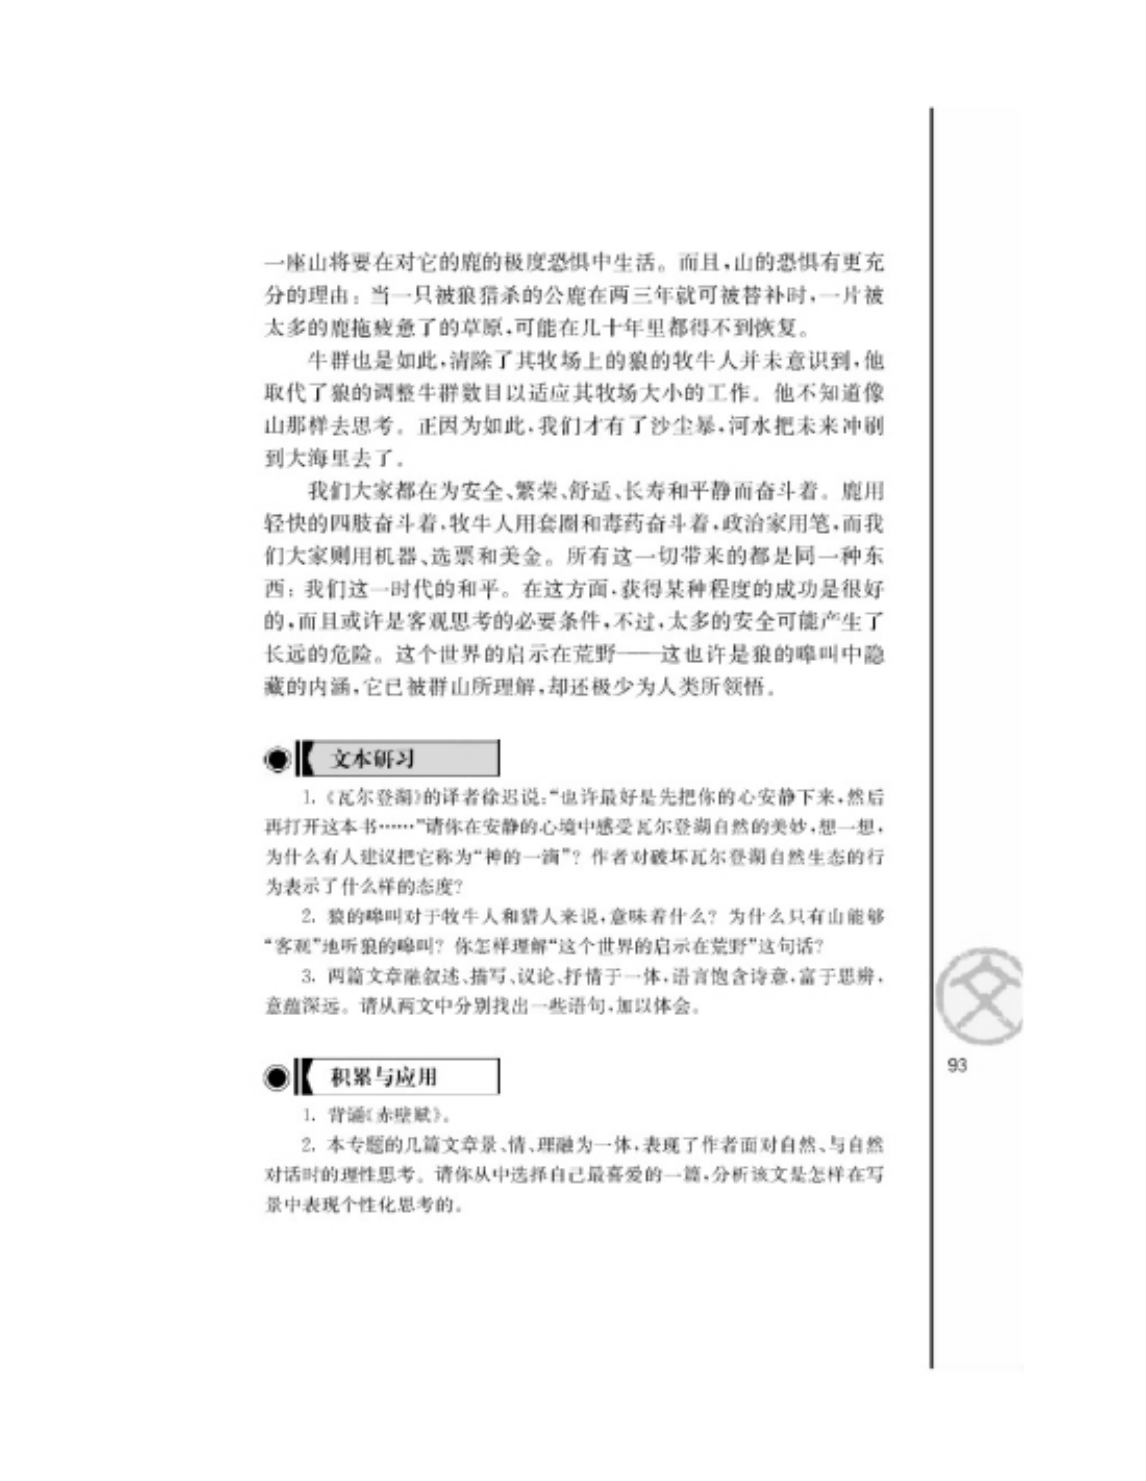 一座山将要在对它的鹿的极度恐惧中生活。而且,山的恐惧有更充
分的理由:当一只被狼猎杀的公鹿在两三年就可被替补时,一片被
太多的鹿拖疲惫了的草原,可能在几十年里都得不到恢复。
牛群也是如此,清除了其牧场上的狼的牧牛人并未意识到,他
取代了狼的调整牛群数目以适应其牧场大小的工作。他不知道像
山那样去思考。正因为如此,我们才有了沙尘暴,河水把未来冲刷
到大海里去了。
我们大家都在为安全、繁荣、舒适、长寿和平静而奋斗着。鹿用
轻快的四肢奋斗着,牧牛人用套圈和毒药奋斗着,政治家用笔,而我
们大家则用机器、选票和美金。所有这一切带来的都是同一种东
西:我们这一时代的和平。在这方面,获得某种程度的成功是很好
的,而且或许是客观思考的必要条件,不过,太多的安全可能产生了
长远的危险。这个世界的启示在荒野——这也许是狼的嗥叫中隐
藏的内涵,它已被群山所理解,却还极少为人类所领悟。
文本研习
1.《瓦尔登湖》的译者徐迟说:“也许最好是先把你的心安静下来,然后
再打开这本书……”请你在安静的心境中感受瓦尔登湖自然的美妙,想一想,
为什么有人建议把它称为“神的一滴”?作者对破坏瓦尔登湖自然生态的行
为表示了什么样的态度?
2. 狼的嗥叫对于牧牛人和猎人来说,意味着什么?为什么只有山能够
“客观”地听狼的嗥叫?你怎样理解“这个世界的启示在荒野”这句话?
3. 两篇文章融叙述、描写、议论、抒情于一体,语言饱含诗意,富于思辨,
意蕴深远。请从两文中分别找出一些语句,加以体会。
文
93
积累与应用
1. 背诵《赤壁赋》。
2. 本专题的几篇文章景、情、理融为一体,表现了作者面对自然、与自然
对话时的理性思考。请你从中选择自己最喜爱的一篇,分析该文是怎样在写
景中表现个性化思考的。